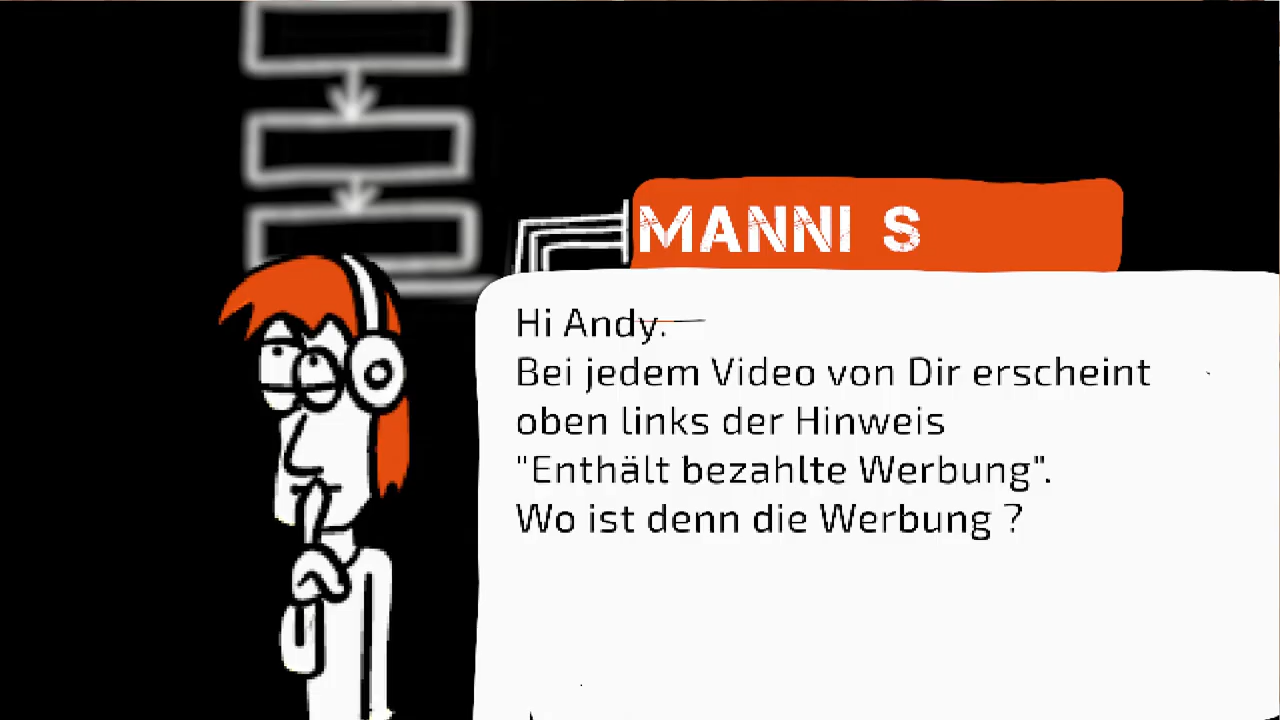 MANNI S
Hi Andy.
Bei jedem Video von Dir erscheint
oben links der Hinweis
"Enthält bezahlte Werbung".
Wo ist denn die Werbung ?